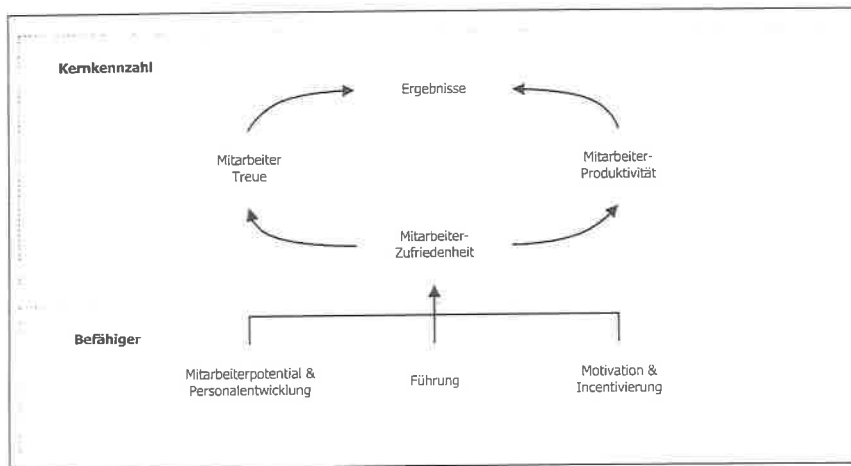 Kernkennzahl
Ergebnisse
Mitarbeiter
Treue
Mitarbeiter-
Produktivität
Mitarbeiter-
Zufriedenheit
Befähiger
Mitarbeiterpotential &
Personalentwicklung
Führung
Motivation &
Incentivierung